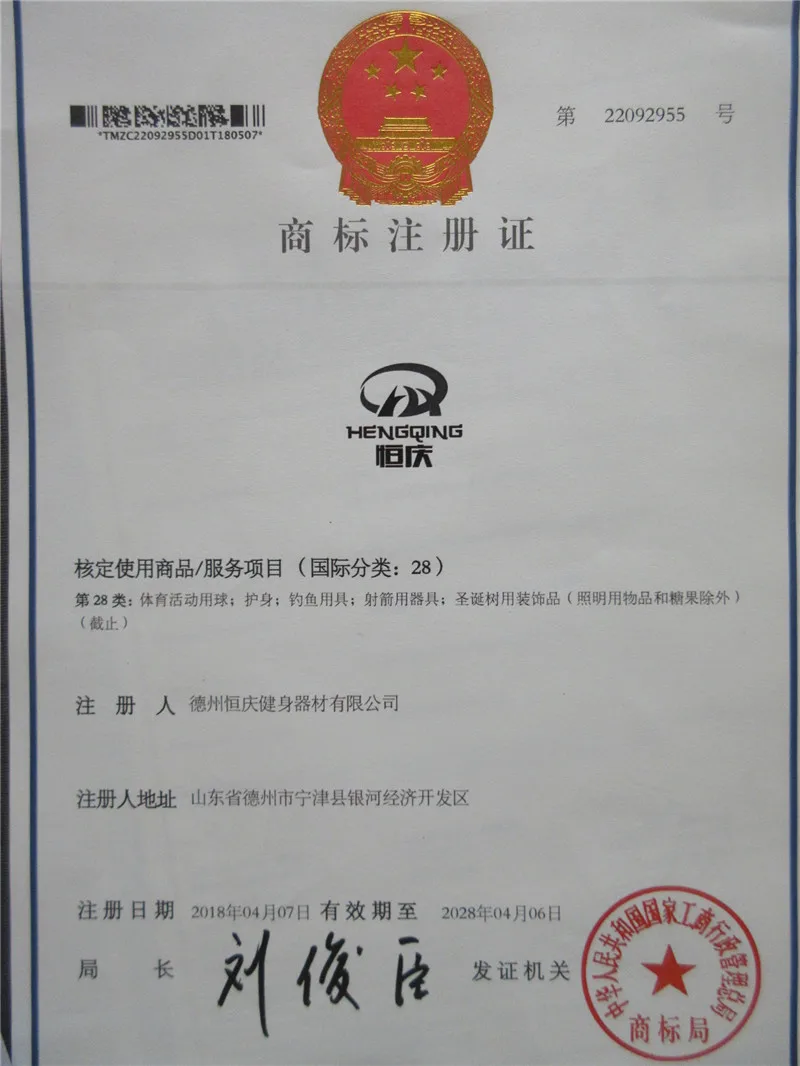 *TMZC22092955D01T180507*
第 22092955 号
商标注册证
HENGQING
恒庆
核定使用商品/服务项目（国际分类：28）
第28类：体育活动用球；护身；钓鱼用具；射箭用器具；圣诞树用装饰品（照明用物品和糖果除外）
（截止）
注册人 德州恒庆健身器材有限公司
注册人地址 山东省德州市宁津县银河经济开发区
注册日期 2018年04月07日 有效期至 2028年04月06日
局长 刘俊臣 发证机关
中华人民共和国国家工商行政管理总局
商标局